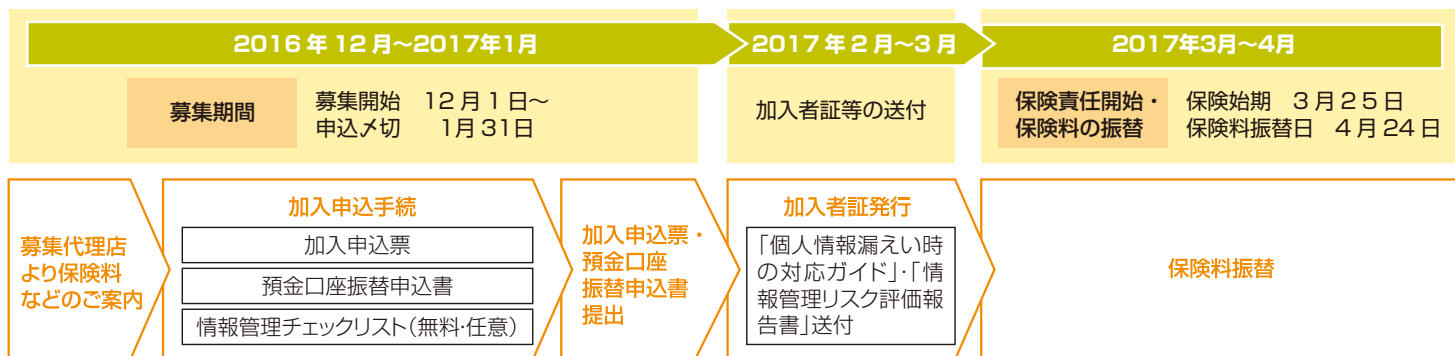 2016年12月〜2017年1月
2017年2月〜3月
2017年3月〜4月
募集期間
募集開始　12月1日〜
申込〆切　1月31日
加入者証等の送付
保険責任開始・
保険料の振替
保険始期　3月25日
保険料振替日　4月24日
募集代理店
より保険料
などのご案内
加入申込手続
加入申込票
預金口座振替申込書
情報管理チェックリスト（無料・任意）
加入申込票・
預金口座
振替申込書
提出
加入者証発行
「個人情報漏えい時
の対応ガイド」・「情
報管理リスク評価報
告書」送付
保険料振替